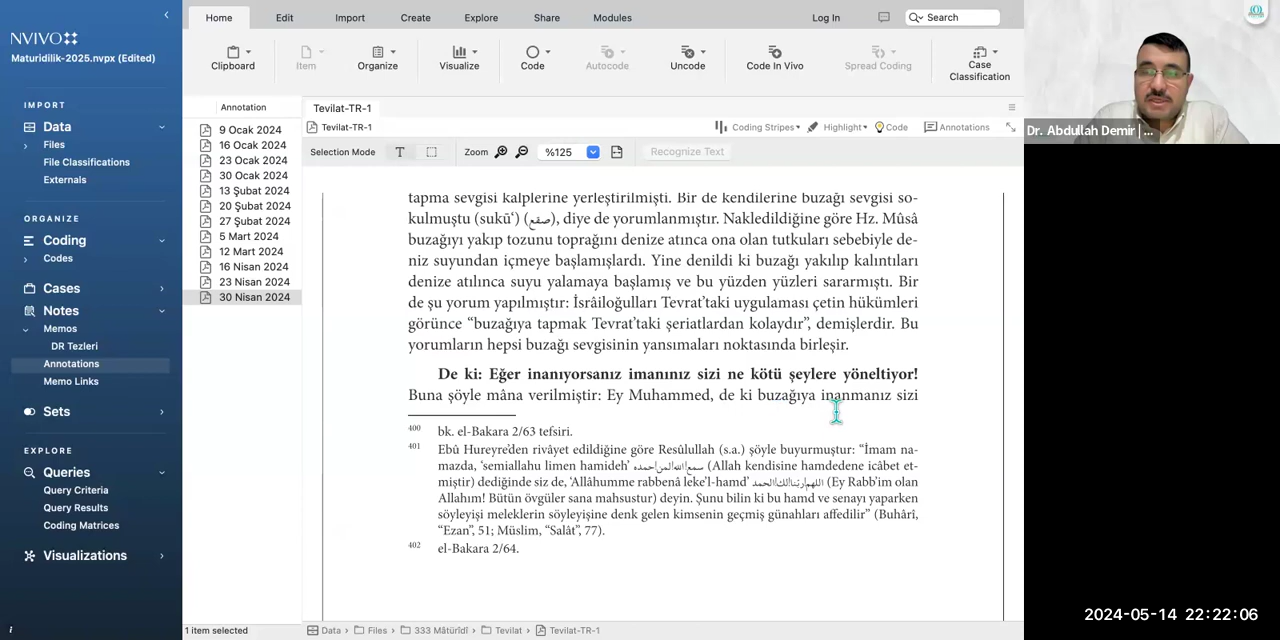 NVIVO
Maturidilik-2025.nvpx (Edited)
IMPORT
Data
Files
File Classifications
Externals
ORGANIZE
Coding
Codes
Cases
Notes
Memos
DR Tezleri
Annotations
Memo Links
Sets
EXPLORE
Queries
Query Criteria
Query Results
Coding Matrices
Visualizations
Home Edit Import Create Explore Share Modules Log In Search
Clipboard Item Organize Visualize Code Autocode Uncode Code In Vivo Spread Coding Case Classification
Annotation
9 Ocak 2024
16 Ocak 2024
23 Ocak 2024
30 Ocak 2024
13 Şubat 2024
20 Şubat 2024
27 Şubat 2024
5 Mart 2024
12 Mart 2024
16 Nisan 2024
23 Nisan 2024
30 Nisan 2024
1 item selected
Tevilat-TR-1
Tevilat-TR-1 Coding Stripes Highlight Code Annotations
Selection Mode T Zoom %125 Recognize Text
tapma sevgisi kalplerine yerleştirilmişti. Bir de kendilerine buzağı sevgisi so-
kulmuştu (sukū‘) (صقع), diye de yorumlanmıştır. Nakledildiğine göre Hz. Mûsâ
buzağıyı yakıp tozunu toprağını denize atınca ona olan tutkuları sebebiyle de-
niz suyundan içmeye başlamışlardı. Yine denildi ki buzağı yakılıp kalıntıları
denize atılınca suyu yalamaya başlamış ve bu yüzden yüzleri sararmıştı. Bir
de şu yorum yapılmıştır: İsrâiloğulları Tevrat’taki uygulaması çetin hükümleri
görünce “buzağıya tapmak Tevrat’taki şeriatlardan kolaydır”, demişlerdir. Bu
yorumların hepsi buzağı sevgisinin yansımaları noktasında birleşir.
De ki: Eğer inanıyorsanız imanınız sizi ne kötü şeylere yöneltiyor!
Buna şöyle mâna verilmiştir: Ey Muhammed, de ki buzağıya inanmanız sizi
400 bk. el-Bakara 2/63 tefsiri.
401 Ebû Hureyre’den rivâyet edildiğine göre Resûlullah (s.a.) şöyle buyurmuştur: “İmam na-
mazda, ‘semiallahu limen hamideh’ سمع الله لمن حمده (Allah kendisine hamdedene icâbet et-
miştir) dediğinde siz de, ‘Allâhumme rabbenâ leke’l-hamd’ اللهم ربنا لك الحمد (Ey Rabb’im olan
Allahım! Bütün övgüler sana mahsustur) deyin. Şunu bilin ki bu hamd ve senayı yaparken
söyleyişi meleklerin söyleyişine denk gelen kimsenin geçmiş günahları affedilir” (Buhârî,
“Ezan”, 51; Müslim, “Salât”, 77).
402 el-Bakara 2/64.
Data Files 333 Mâtürîdî Tevilat Tevilat-TR-1
Dr. Abdullah Demir | ...
2024-05-14 22:22:06